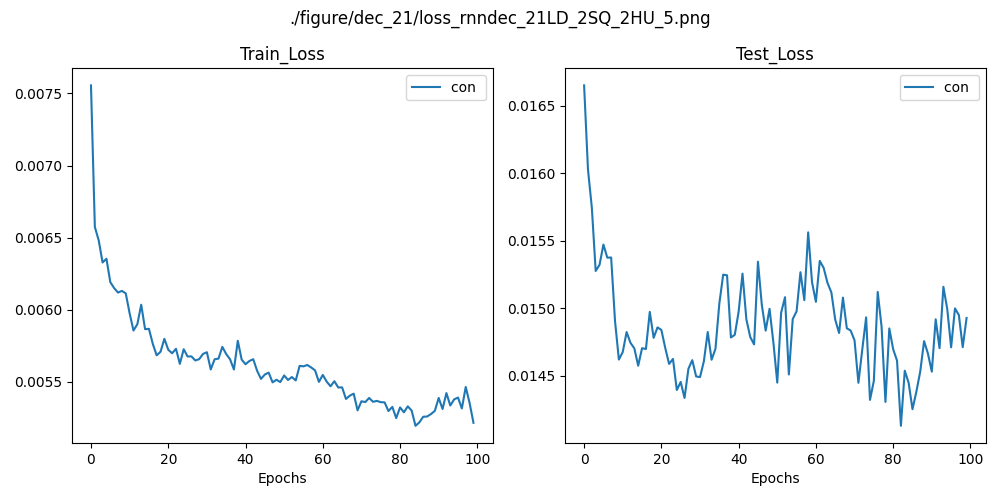 ./figure/dec_21/loss_rnndec_21LD_2SQ_2HU_5.png
Train_Loss
con
0.0075
0.0070
0.0065
0.0060
0.0055
0 20 40 60 80 100
Epochs
Test_Loss
con
0.0165
0.0160
0.0155
0.0150
0.0145
0 20 40 60 80 100
Epochs